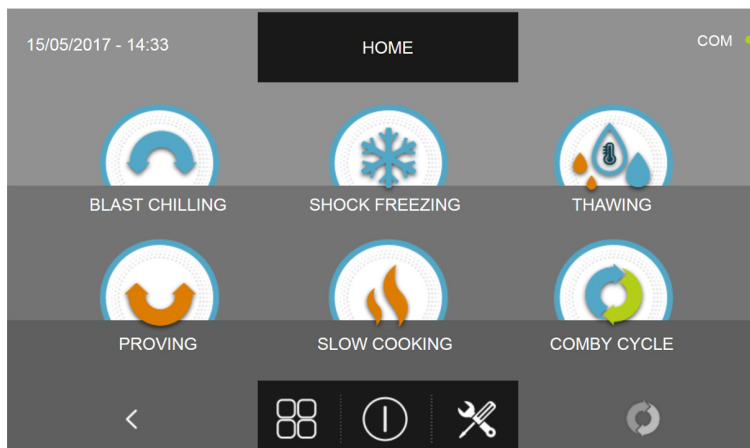 15/05/2017 - 14:33
HOME
COM
BLAST CHILLING
SHOCK FREEZING
THAWING
PROVING
SLOW COOKING
COMBY CYCLE